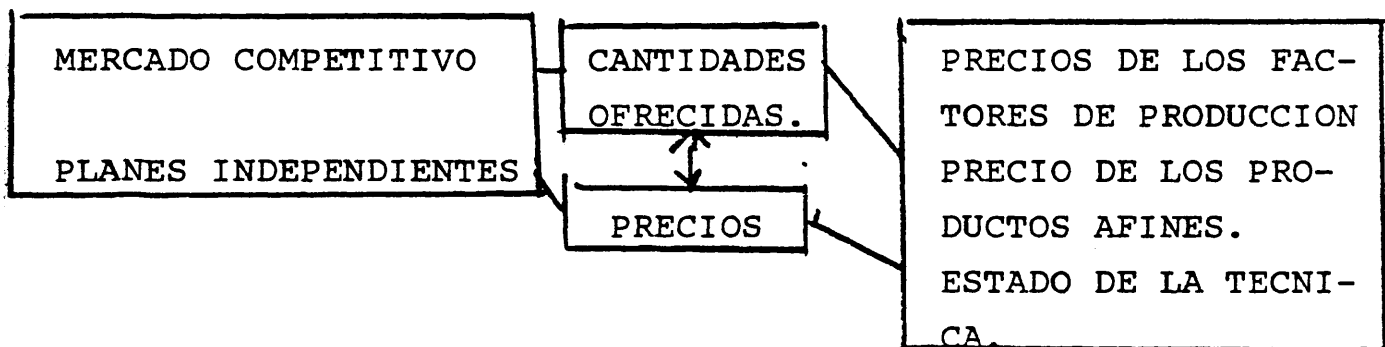 MERCADO COMPETITIVO
PLANES INDEPENDIENTES
CANTIDADES
OFRECIDAS.
PRECIOS
PRECIOS DE LOS FAC-
TORES DE PRODUCCION
PRECIO DE LOS PRO-
DUCTOS AFINES.
ESTADO DE LA TECNI-
CA.